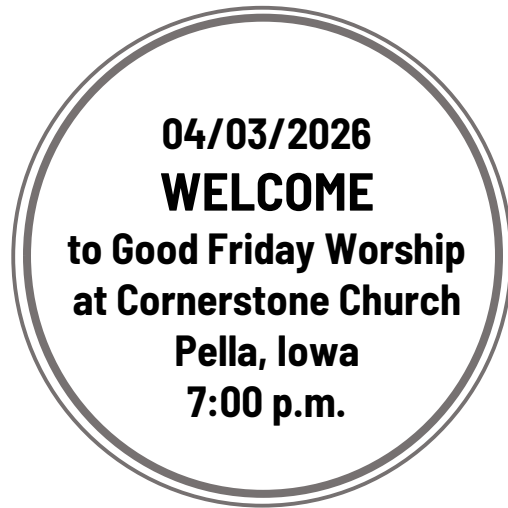 04/03/2026
WELCOME
to Good Friday Worship
at Cornerstone Church
Pella, Iowa
7:00 p.m.